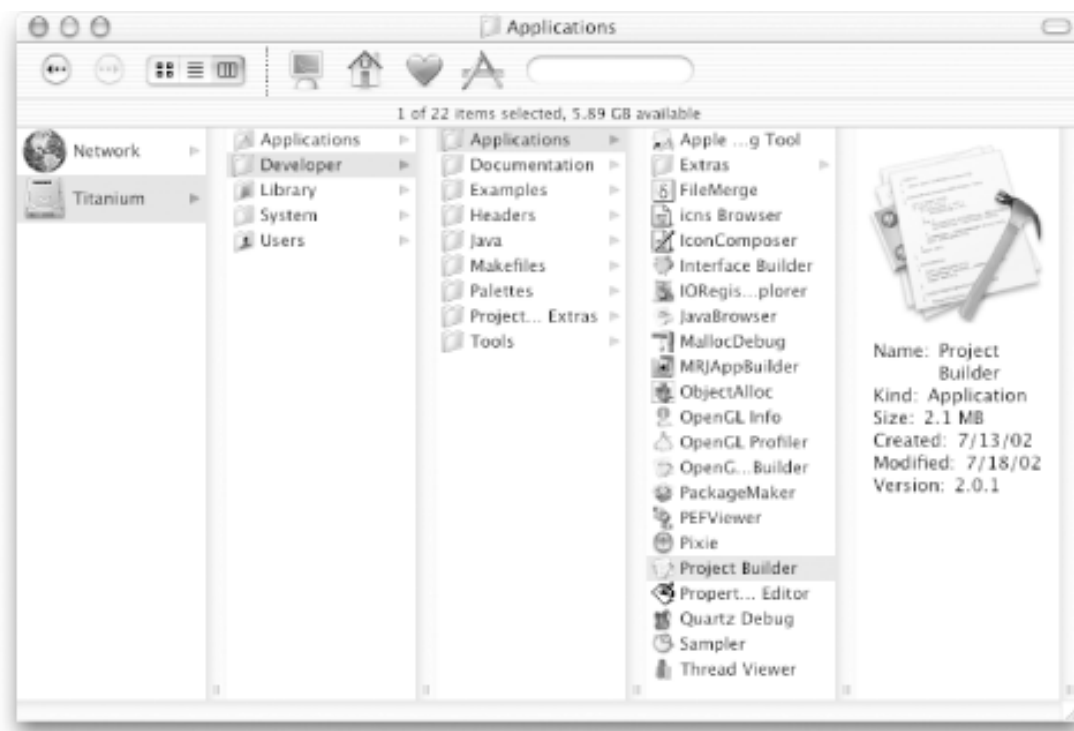 Applications
1 of 22 items selected, 5.89 GB available
Network
Titanium
Applications
Developer
Library
System
Users
Applications
Documentation
Examples
Headers
Java
Makefiles
Palettes
Project... Extras
Tools
Apple ...g Tool
Extras
FileMerge
icns Browser
IconComposer
Interface Builder
IORegis...plorer
JavaBrowser
MallocDebug
MRJAppBuilder
ObjectAlloc
OpenGL Info
OpenGL Profiler
OpenG...Builder
PackageMaker
PEFViewer
Pixie
Project Builder
Propert... Editor
Quartz Debug
Sampler
Thread Viewer
Name: Project
Builder
Kind: Application
Size: 2.1 MB
Created: 7/13/02
Modified: 7/18/02
Version: 2.0.1